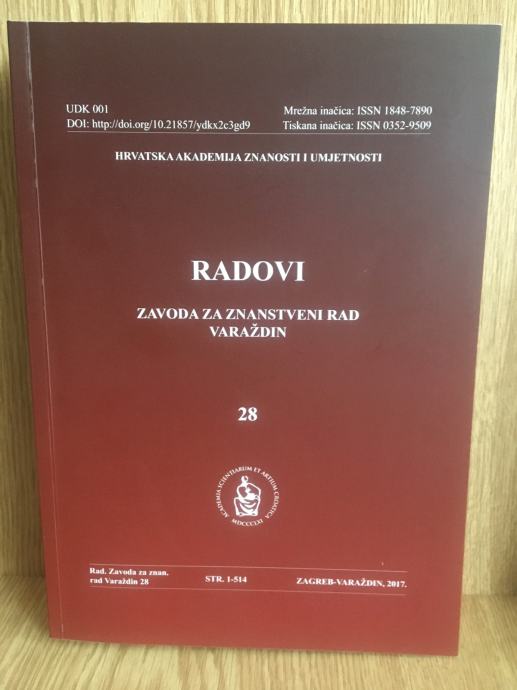 UDK 001
DOI: http://doi.org/10.21857/ydkx2c3gd9
Mrežna inačica: ISSN 1848-7890
Tiskana inačica: ISSN 0352-9509
HRVATSKA AKADEMIJA ZNANOSTI I UMJETNOSTI
RADOVI
ZAVODA ZA ZNANSTVENI RAD
VARAŽDIN
28
ACADEMIA SCIENTIARUM ET ARTIUM CROATICA
MDCCCLXI
Rad. Zavoda za znan.
rad Varaždin 28
STR. 1-514
ZAGREB-VARAŽDIN, 2017.